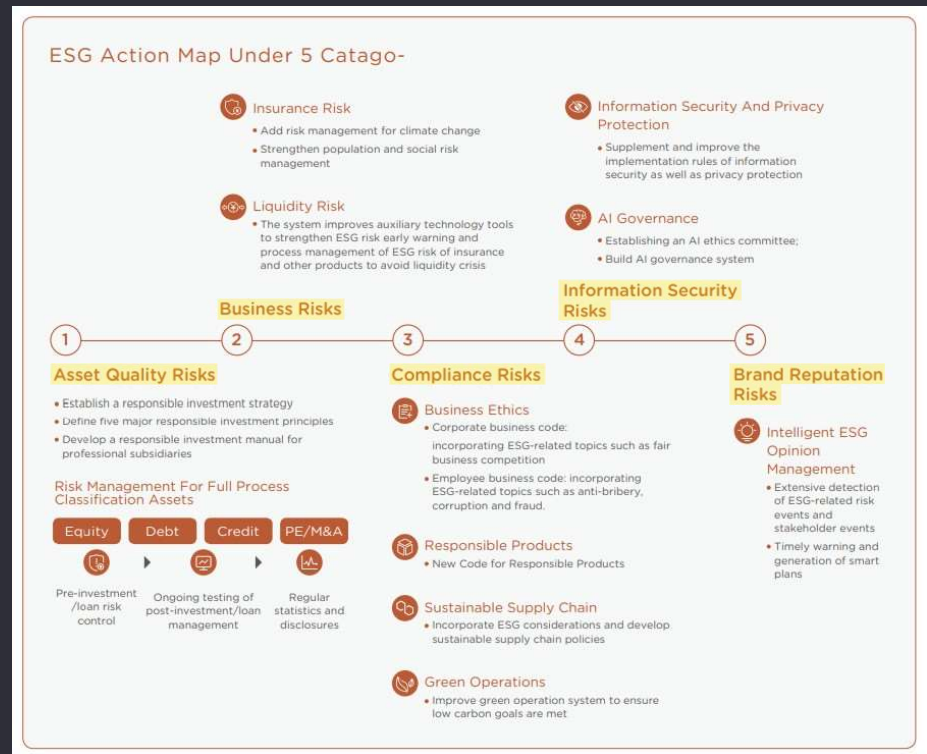 ESG Action Map Under 5 Catago-
Insurance Risk
• Add risk management for climate change
• Strengthen population and social risk
management
Liquidity Risk
• The system improves auxiliary technology tools
to strengthen ESG risk early warning and
process management of ESG risk of insurance
and other products to avoid liquidity crisis
Information Security And Privacy
Protection
• Supplement and improve the
implementation rules of information
security as well as privacy protection
AI Governance
• Establishing an AI ethics committee;
• Build AI governance system
Business Risks
Information Security
Risks
1
2
3
4
5
Asset Quality Risks
• Establish a responsible investment strategy
• Define five major responsible investment principles
• Develop a responsible investment manual for
professional subsidiaries
Risk Management For Full Process
Classification Assets
Equity
Debt
Credit
PE/M&A
Pre-investment
/loan risk
control
Ongoing testing of
post-investment/loan
management
Regular
statistics and
disclosures
Compliance Risks
Business Ethics
• Corporate business code:
incorporating ESG-related topics such as fair
business competition
• Employee business code: incorporating
ESG-related topics such as anti-bribery,
corruption and fraud.
Responsible Products
• New Code for Responsible Products
Sustainable Supply Chain
• Incorporate ESG considerations and develop
sustainable supply chain policies
Green Operations
• Improve green operation system to ensure
low carbon goals are met
Brand Reputation
Risks
Intelligent ESG
Opinion
Management
• Extensive detection
of ESG-related risk
events and
stakeholder events
• Timely warning and
generation of smart
plans